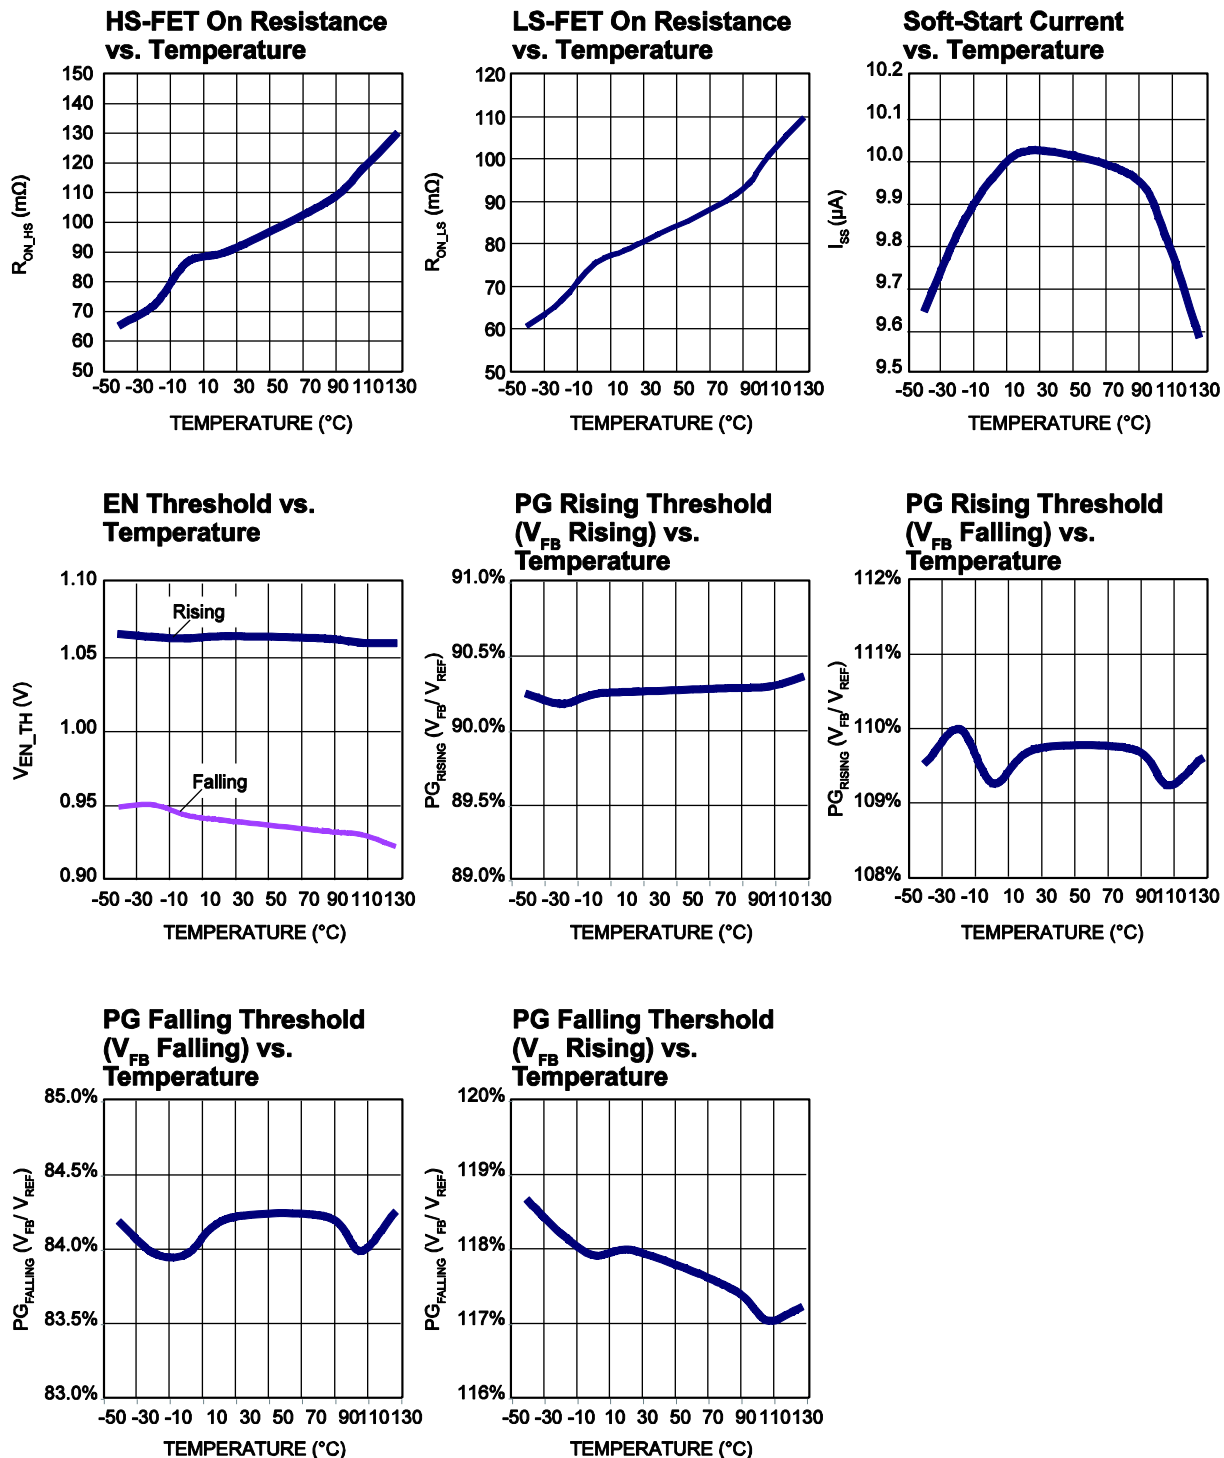 HS-FET On Resistance
vs. Temperature
150
140
130
120
110
100
90
80
70
60
50
RON_HS (mΩ)
-50 -30 -10 10 30 50 70 90 110 130
TEMPERATURE (°C)
LS-FET On Resistance
vs. Temperature
120
110
100
90
80
70
60
50
RON_LS (mΩ)
-50 -30 -10 10 30 50 70 90 110 130
TEMPERATURE (°C)
Soft-Start Current
vs. Temperature
10.2
10.1
10.0
9.9
9.8
9.7
9.6
9.5
ISS (µA)
-50 -30 -10 10 30 50 70 90 110 130
TEMPERATURE (°C)
EN Threshold vs.
Temperature
1.10
1.05
1.00
0.95
0.90
VEN_TH (V)
Rising
Falling
-50 -30 -10 10 30 50 70 90 110 130
TEMPERATURE (°C)
PG Rising Threshold
(VFB Rising) vs.
Temperature
91.0%
90.5%
90.0%
89.5%
89.0%
PGRISING (VFB/ VREF)
-50 -30 -10 10 30 50 70 90 110 130
TEMPERATURE (°C)
PG Rising Threshold
(VFB Falling) vs.
Temperature
112%
111%
110%
109%
108%
PGRISING (VFB/ VREF)
-50 -30 -10 10 30 50 70 90 110 130
TEMPERATURE (°C)
PG Falling Threshold
(VFB Falling) vs.
Temperature
85.0%
84.5%
84.0%
83.5%
83.0%
PGFALLING (VFB/ VREF)
-50 -30 -10 10 30 50 70 90 110 130
TEMPERATURE (°C)
PG Falling Thershold
(VFB Rising) vs.
Temperature
120%
119%
118%
117%
116%
PGFALLING (VFB/ VREF)
-50 -30 -10 10 30 50 70 90 110 130
TEMPERATURE (°C)